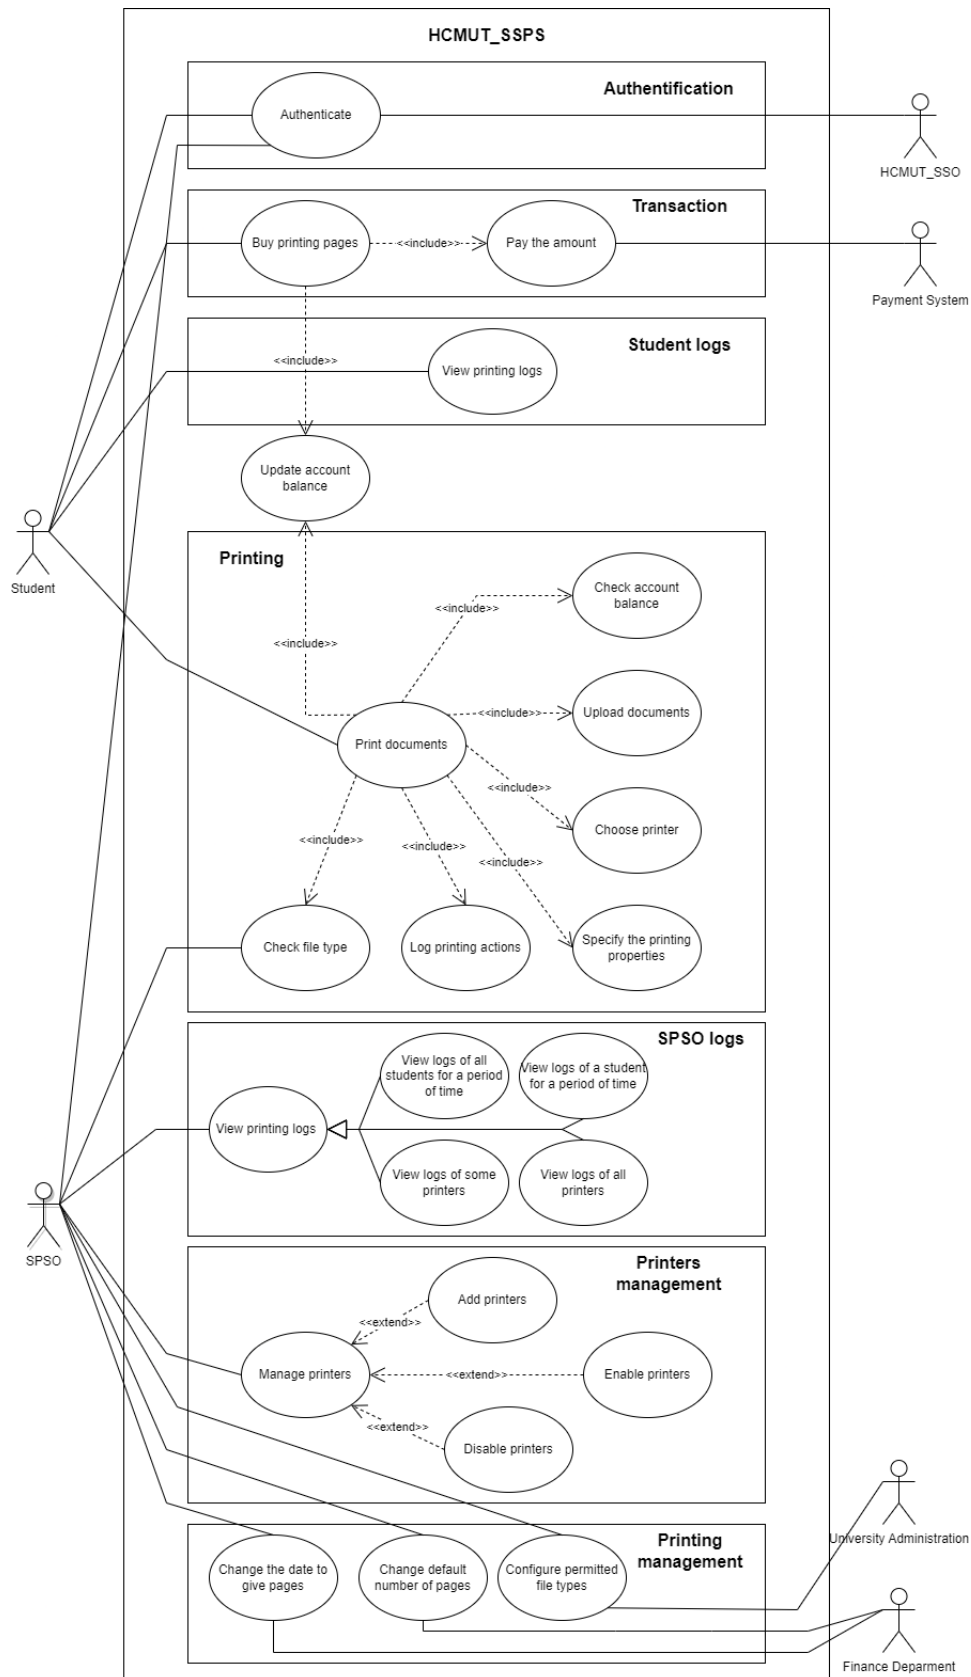 HCMUT_SSPS
Authentification
Authenticate
HCMUT_SSO
Transaction
Buy printing pages
<<include>>
Pay the amount
Payment System
Student logs
<<include>>
View printing logs
Update account
balance
Student
Printing
Check account
balance
<<include>>
<<include>>
Upload documents
<<include>>
Print documents
<<include>>
Choose printer
<<include>>
<<include>>
<<include>>
Check file type
Log printing actions
Specify the printing
properties
SPSO logs
View logs of all
students for a period
of time
View logs of a student
for a period of time
View printing logs
View logs of some
printers
View logs of all
printers
SPSO
Printers
management
Add printers
<<extend>>
Manage printers
<<extend>>
Enable printers
<<extend>>
Disable printers
University Administration
Printing
management
Change the date to
give pages
Change default
number of pages
Configure permitted
file types
Finance Deparment